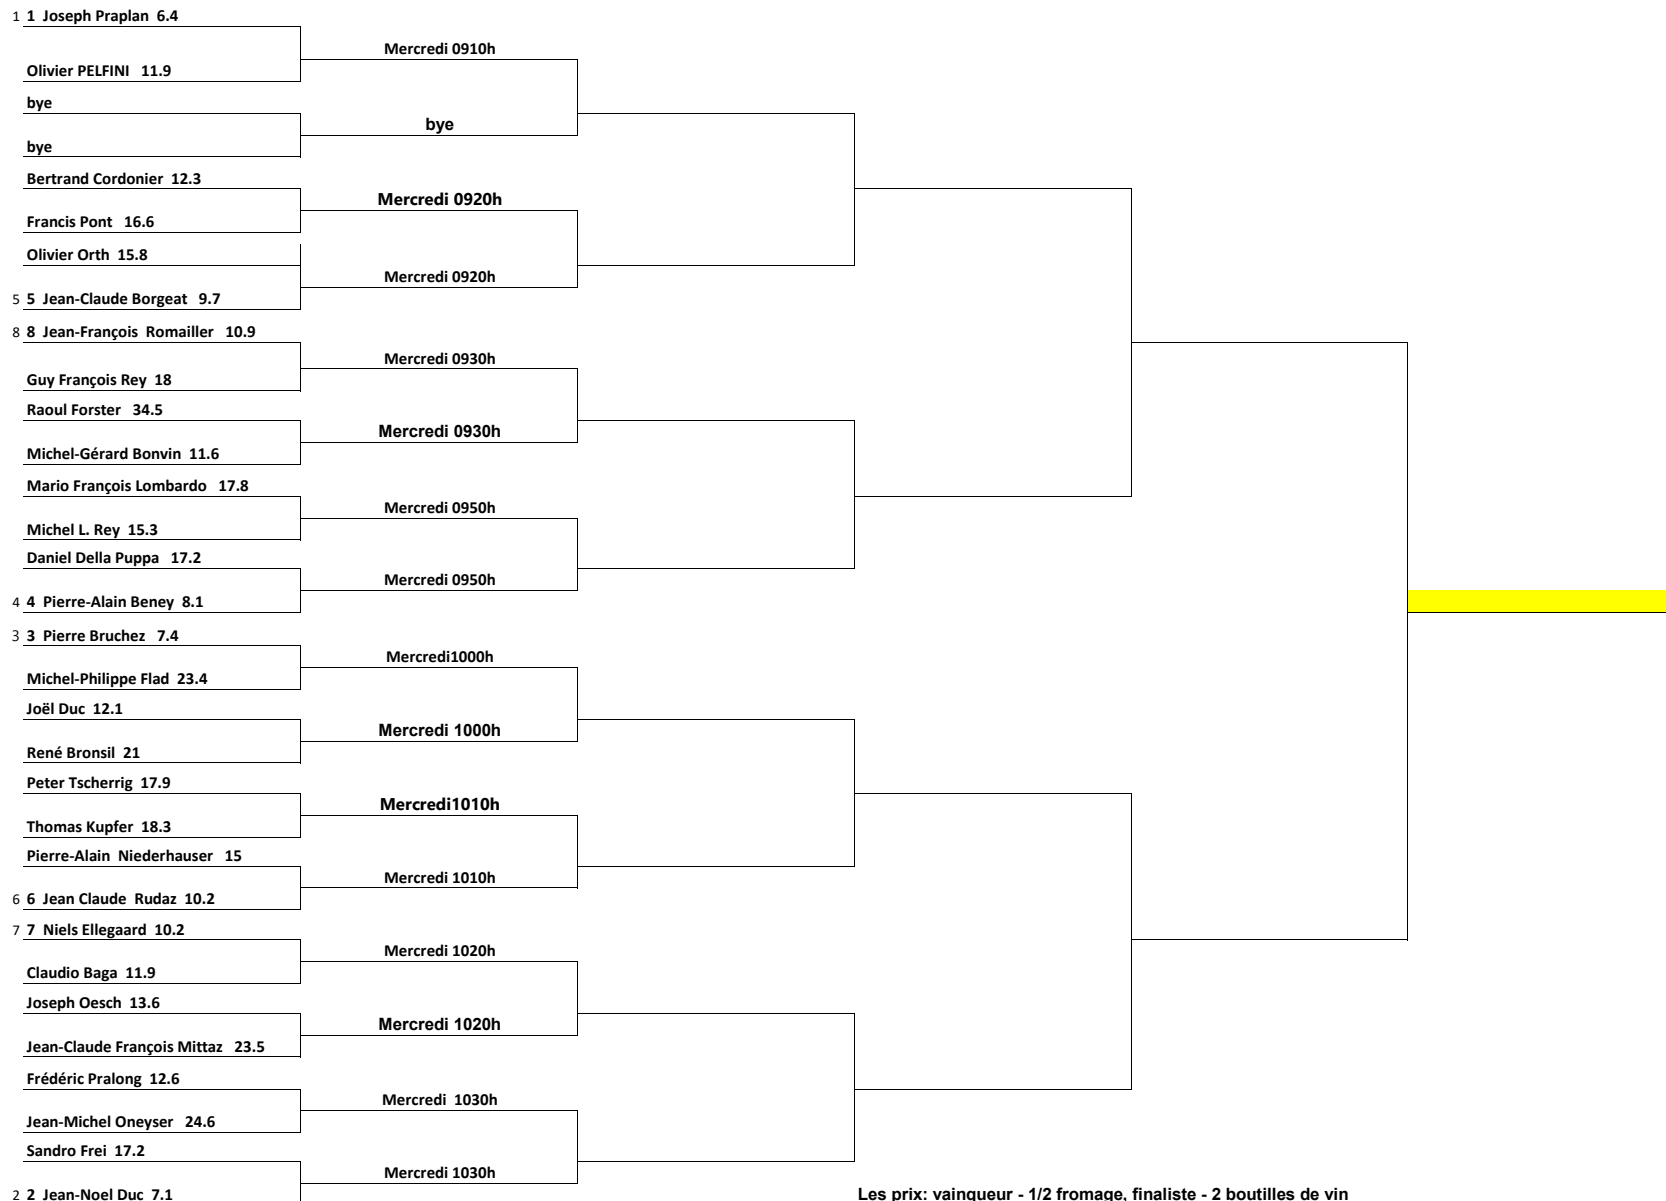 1 1 Joseph Praplan 6.4
Mercredi 0910h
Olivier PELFINI 11.9
bye
bye
bye
Bertrand Cordonier 12.3
Mercredi 0920h
Francis Pont 16.6
Olivier Orth 15.8
Mercredi 0920h
5 5 Jean-Claude Borgeat 9.7
8 8 Jean-François Romailler 10.9
Mercredi 0930h
Guy François Rey 18
Raoul Forster 34.5
Mercredi 0930h
Michel-Gérard Bonvin 11.6
Mario François Lombardo 17.8
Mercredi 0950h
Michel L. Rey 15.3
Daniel Della Puppa 17.2
Mercredi 0950h
4 4 Pierre-Alain Beney 8.1
3 3 Pierre Bruchez 7.4
Mercredi1000h
Michel-Philippe Flad 23.4
Joël Duc 12.1
Mercredi 1000h
René Bronsil 21
Peter Tscherrig 17.9
Mercredi1010h
Thomas Kupfer 18.3
Pierre-Alain Niederhauser 15
Mercredi 1010h
6 6 Jean Claude Rudaz 10.2
7 7 Niels Ellegaard 10.2
Mercredi 1020h
Claudio Baga 11.9
Joseph Oesch 13.6
Mercredi 1020h
Jean-Claude François Mittaz 23.5
Frédéric Pralong 12.6
Mercredi 1030h
Jean-Michel Oneyser 24.6
Sandro Frei 17.2
Mercredi 1030h
2 2 Jean-Noel Duc 7.1
Les prix: vainqueur - 1/2 fromage, finaliste - 2 boutilles de vin